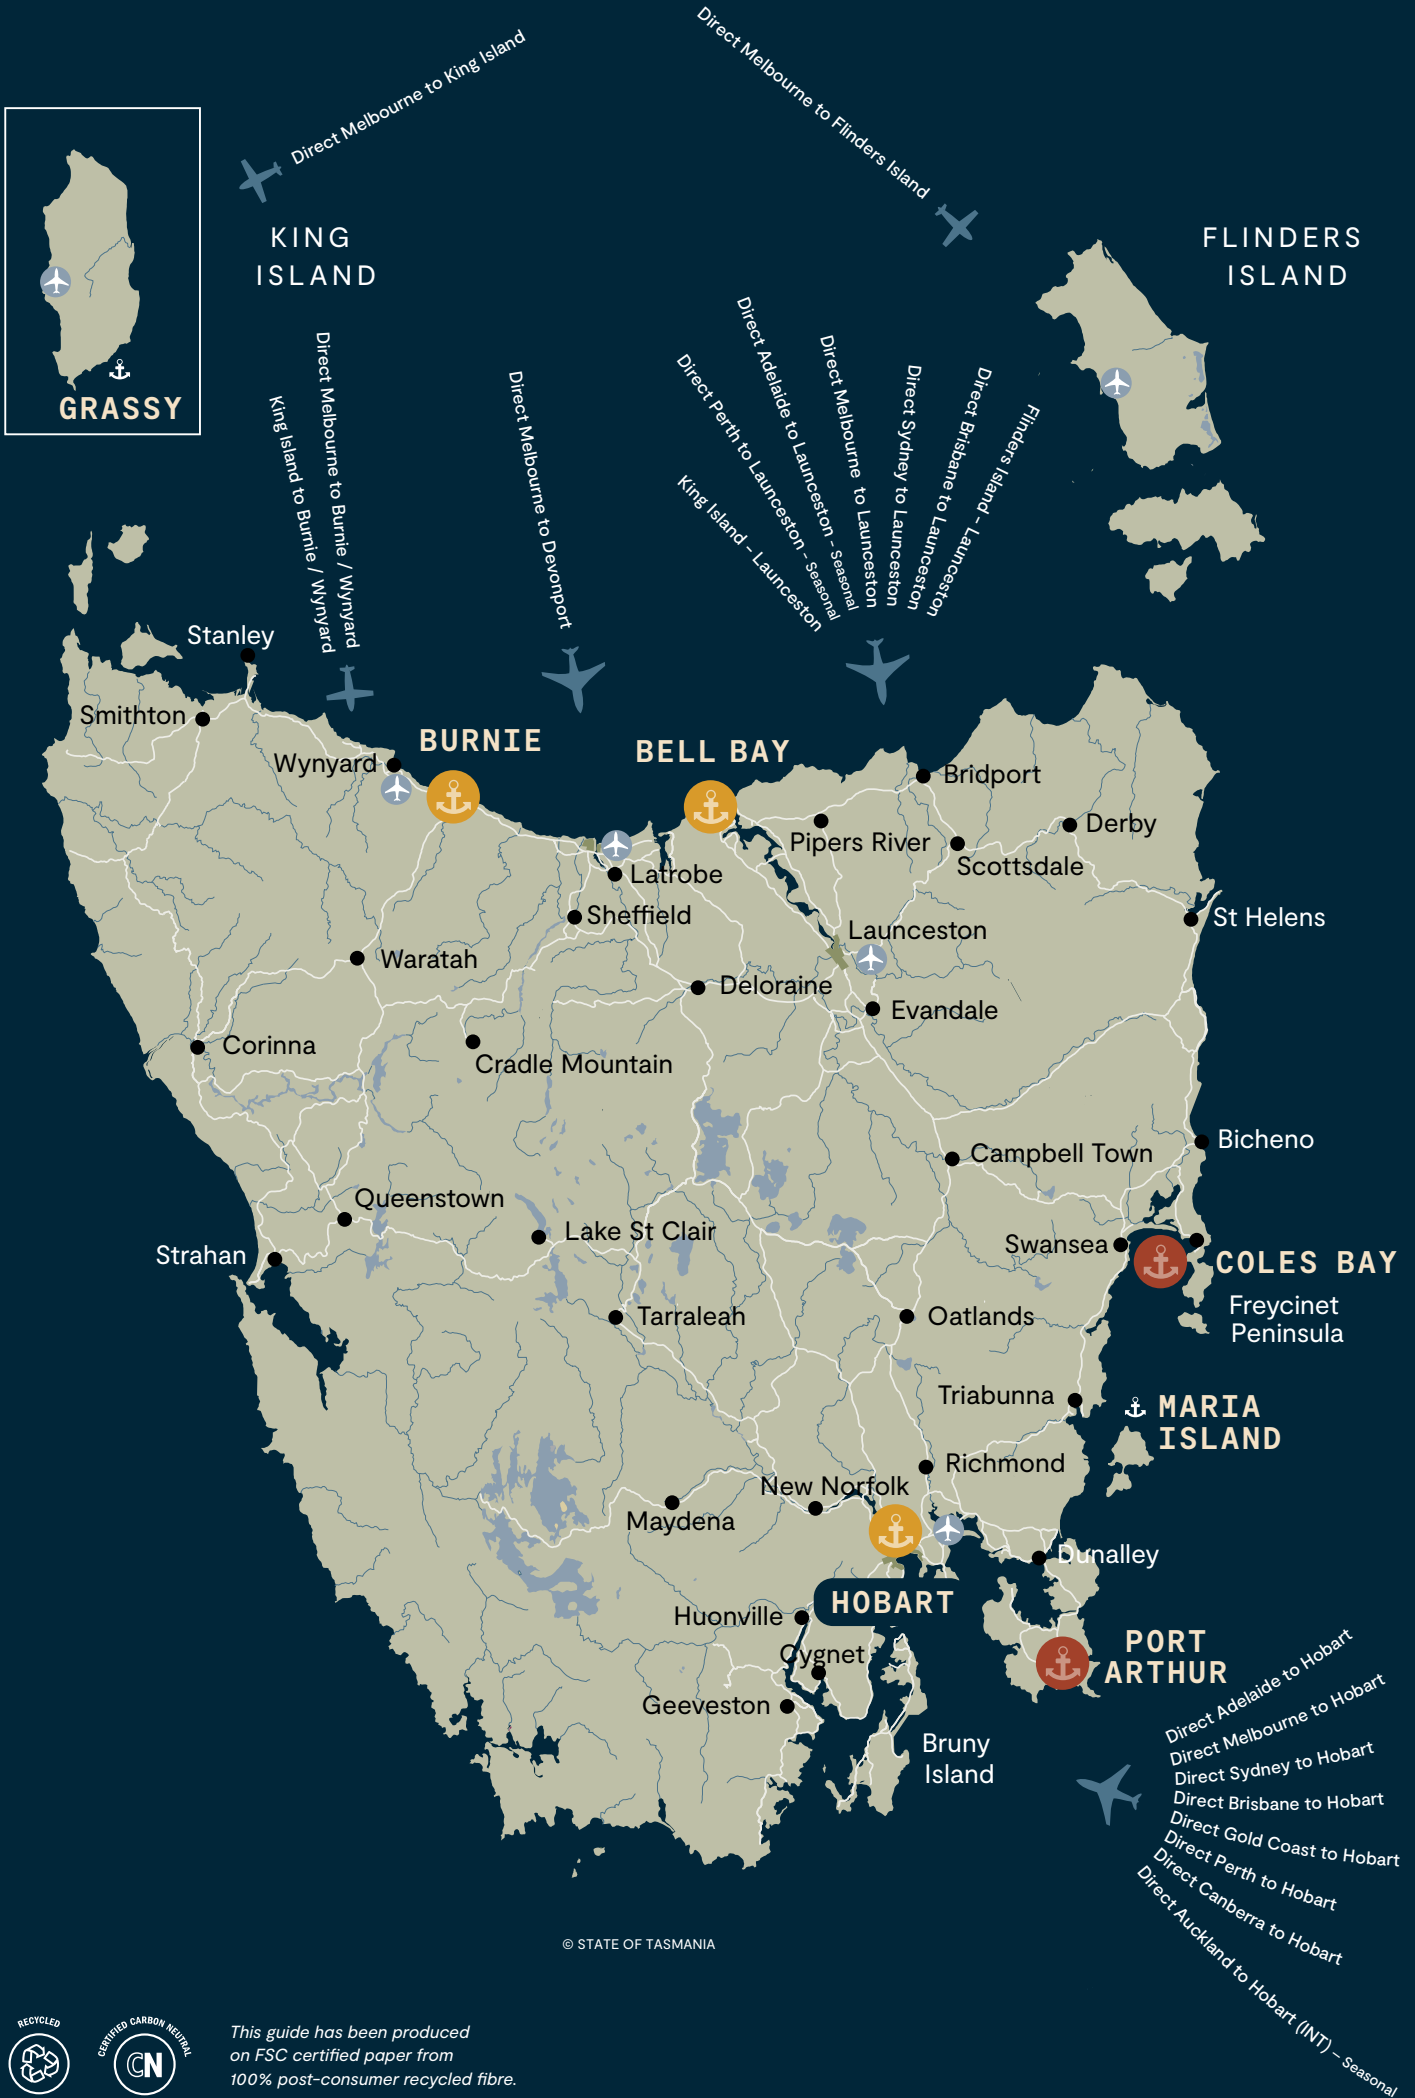 Direct Melbourne to King Island
Direct Melbourne to Flinders Island
KING
ISLAND
FLINDERS
ISLAND
GRASSY
King Island to Burnie / Wynyard
Direct Melbourne to Burnie / Wynyard
Direct Melbourne to Devonport
King Island - Launceston
Direct Perth to Launceston - Seasonal
Direct Adelaide to Launceston - Seasonal
Direct Melbourne to Launceston
Direct Sydney to Launceston
Direct Brisbane to Launceston
Flinders Island - Launceston
Stanley
Smithton
Wynyard
BURNIE
BELL BAY
Bridport
Pipers River
Derby
Scottsdale
Latrobe
Sheffield
St Helens
Launceston
Waratah
Deloraine
Evandale
Corinna
Cradle Mountain
Bicheno
Campbell Town
Queenstown
Lake St Clair
Strahan
Swansea
COLES BAY
Freycinet
Peninsula
Tarraleah
Oatlands
Triabunna
MARIA
ISLAND
Richmond
New Norfolk
Maydena
Dunalley
HOBART
Huonville
Cygnet
PORT
ARTHUR
Geeveston
Bruny
Island
Direct Adelaide to Hobart
Direct Melbourne to Hobart
Direct Sydney to Hobart
Direct Brisbane to Hobart
Direct Gold Coast to Hobart
Direct Perth to Hobart
Direct Canberra to Hobart
Direct Auckland to Hobart (INT) – Seasonal
© STATE OF TASMANIA
RECYCLED
CERTIFIED CARBON NEUTRAL
CN
This guide has been produced
on FSC certified paper from
100% post-consumer recycled fibre.